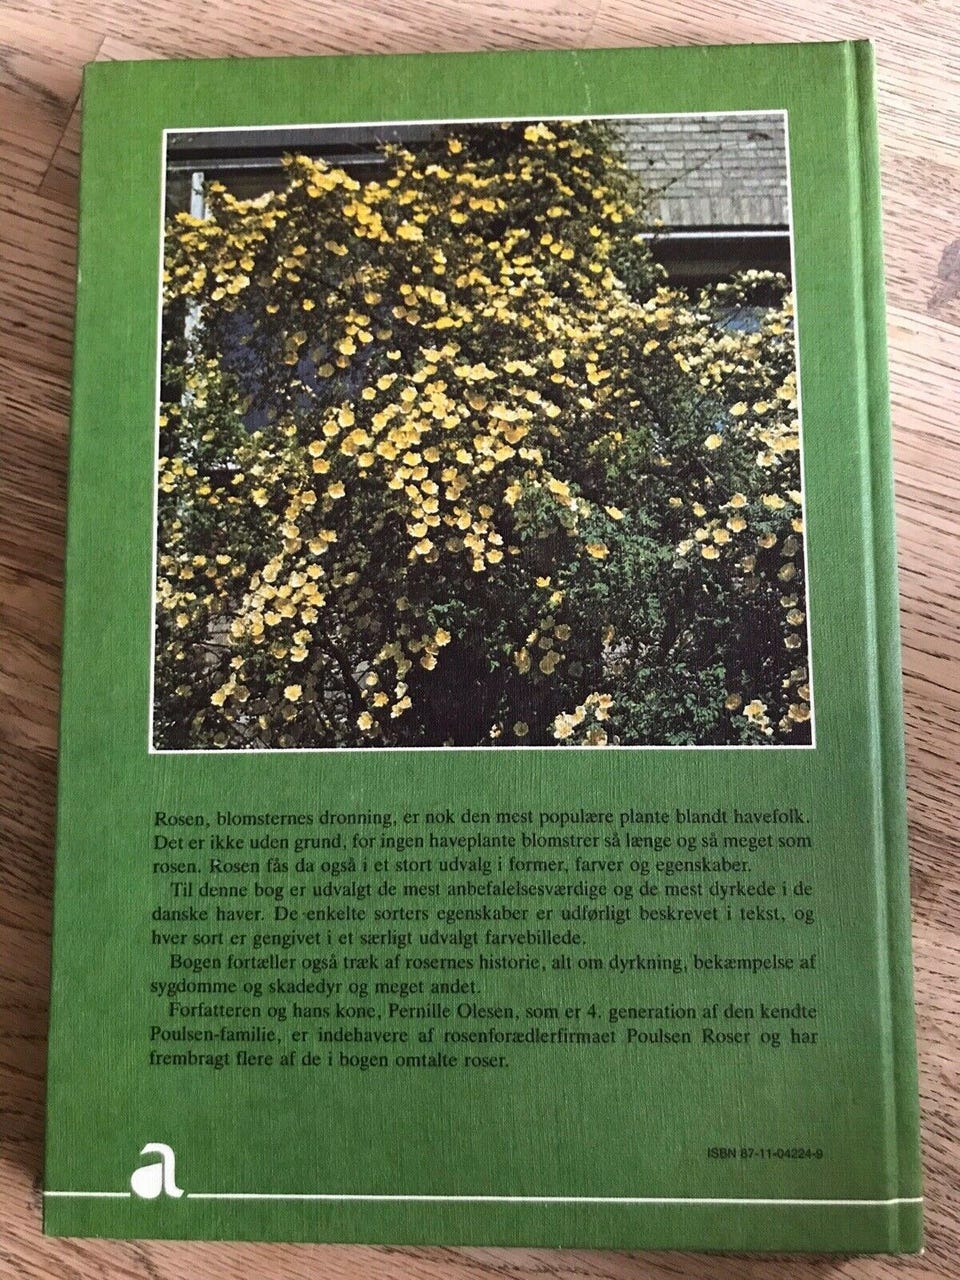 Rosen, blomsternes dronning, er nok den mest populære plante blandt havefolk.
Det er ikke uden grund, for ingen haveplante blomstrer så længe og så meget som
rosen. Rosen fås da også i et stort udvalg i former, farver og egenskaber.
Til denne bog er udvalgt de mest anbefalelsesværdige og de mest dyrkede i de
danske haver. De enkelte sorters egenskaber er udførligt beskrevet i tekst, og
hver sort er gengivet i et særligt udvalgt farvebillede.
Bogen fortæller også træk af rosernes historie, alt om dyrkning, bekæmpelse af
sygdomme og skadedyr og meget andet.
Forfatteren og hans kone, Pernille Olesen, som er 4. generation af den kendte
Poulsen-familie, er indehavere af rosenforædlerfirmaet Poulsen Roser og har
frembragt flere af de i bogen omtalte roser.
ISBN 87-11-04224-9
a